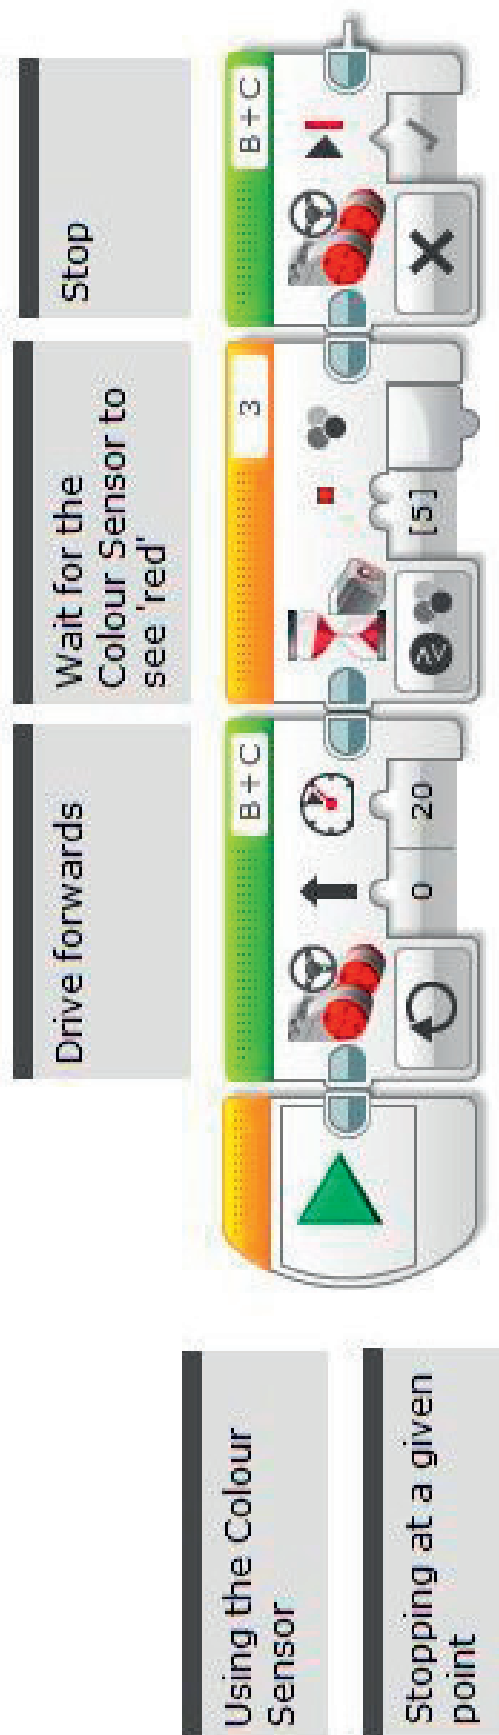 Using the Colour
Sensor
Stopping at a given
point
Drive forwards
Wait for the
Colour Sensor to
see 'red'
Stop
B + C
0 20
3
[5]
B + C